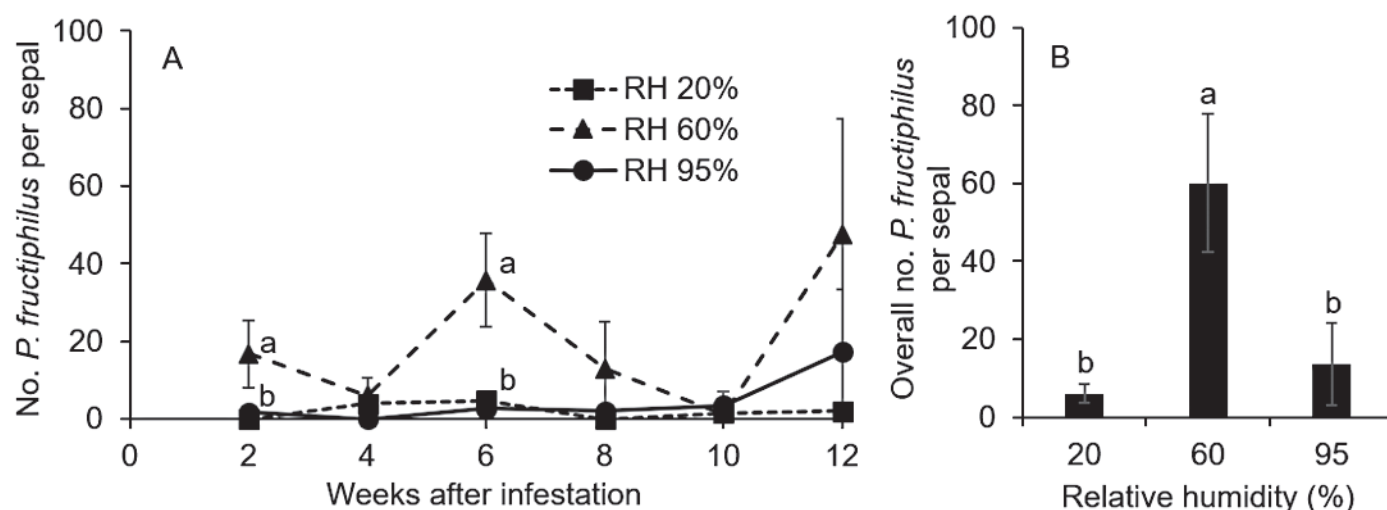 No. P. fructiphilus per sepal
100
80
60
40
20
0
A
RH 20%
RH 60%
RH 95%
a
b
a
b
0 2 4 6 8 10 12
Weeks after infestation
Overall no. P. fructiphilus
per sepal
100
80
60
40
20
0
B
b
a
b
20 60 95
Relative humidity (%)